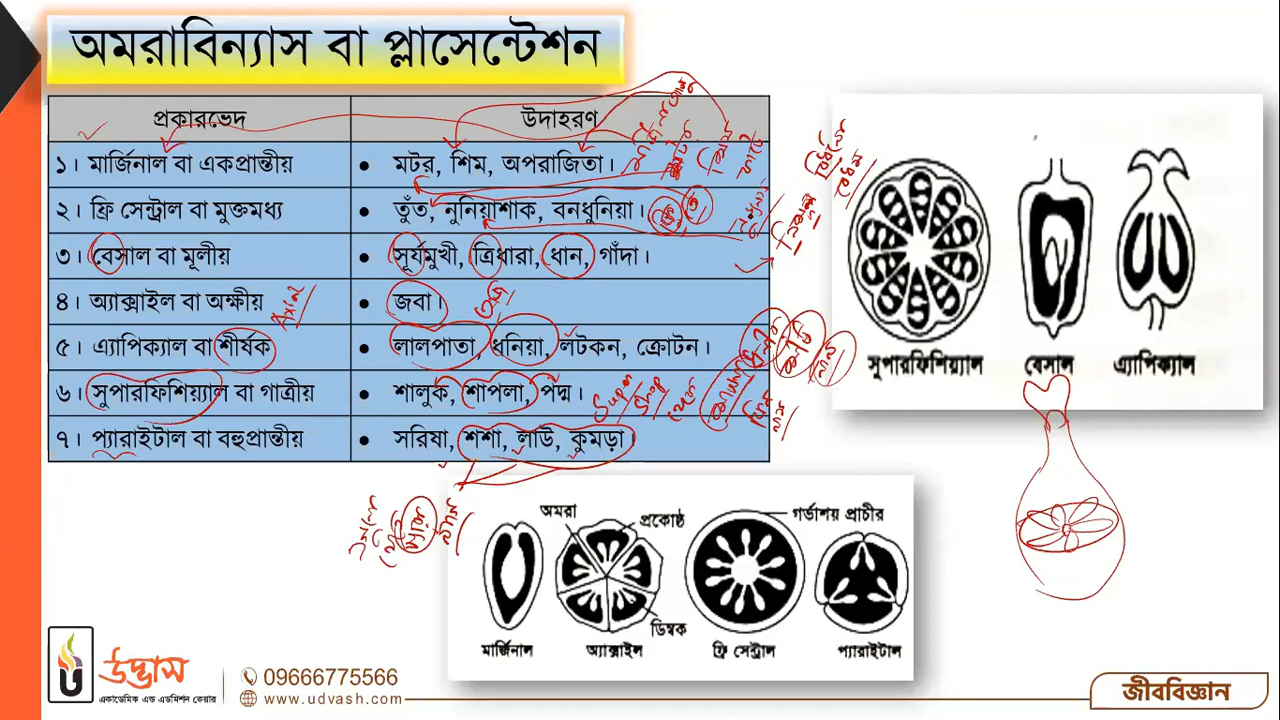 অমরাবিন্যাস বা প্লাসেন্টেশন
প্রকারভেদ উদাহরণ
১। মার্জিনাল বা একপ্রান্তীয় • মটর, শিম, অপরাজিতা।
২। ফ্রি সেন্ট্রাল বা মুক্তমধ্য • তুঁত, নুনিয়াশাক, বনধুনিয়া।
৩। বেসাল বা মূলীয় • সূর্যমুখী, ত্রিধারা, ধান, গাঁদা।
৪। অ্যাক্সাইল বা অক্ষীয় • জবা।
৫। এ্যাপিক্যাল বা শীর্ষক • লালপাতা, ধনিয়া, লটকন, ক্রোটন।
৬। সুপারফিশিয়্যাল বা গাত্রীয় • শালুক, শাপলা, পদ্ম।
৭। প্যারাইটাল বা বহুপ্রান্তীয় • সরিষা, শশা, লাউ, কুমড়া।
Super
Shop
সুপারফিশিয়্যাল বেসাল এ্যাপিক্যাল
অমরা প্রকোষ্ঠ গর্ভাশয় প্রাচীর
ডিম্বক
মার্জিনাল অ্যাক্সাইল ফ্রি সেন্ট্রাল প্যারাইটাল
উদ্ভাস
একাডেমিক এন্ড এডমিশন কেয়ার
09666775566
www.udvash.com
জীববিজ্ঞান